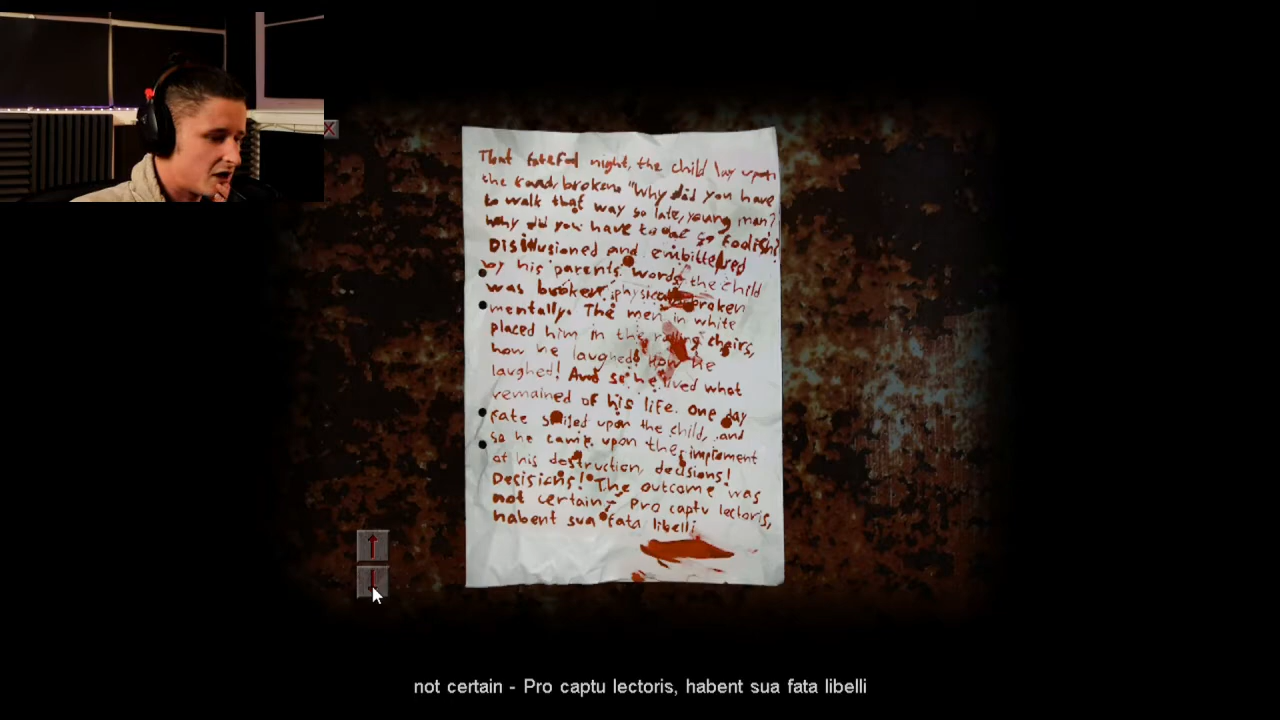 That fateful night, the child lay upon
the road, broken. "Why did you have
to walk that way so late, young man?
Why did you have to be so foolish?
Disillusioned and embittered
by his parents words the child
was broken, physically broken
mentally. The men in white
placed him in the rolling chairs,
how he laughed! How he
laughed! And so he lived what
remained of his life. One day
fate smiled upon the child, and
so he came upon the implement
of his destruction, decisions!
Decisions! The outcome was
not certain - Pro captu lectoris,
habent sua fata libelli
not certain - Pro captu lectoris, habent sua fata libelli